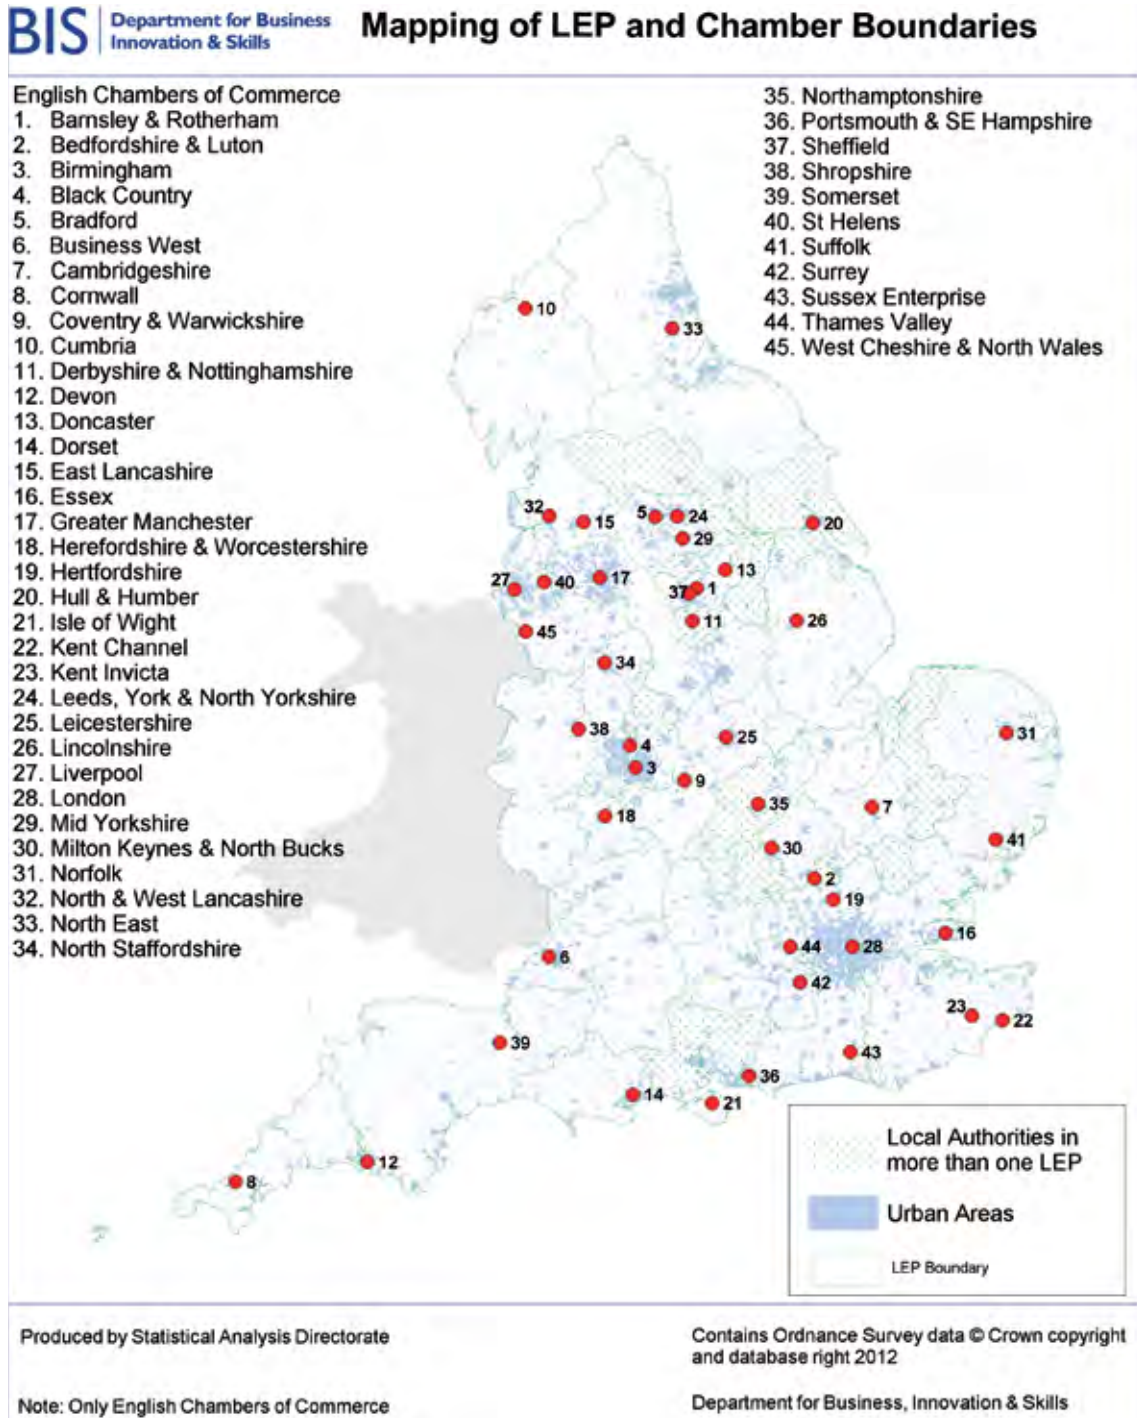 BIS Department for Business
Innovation & Skills
Mapping of LEP and Chamber Boundaries
English Chambers of Commerce
1. Barnsley & Rotherham
2. Bedfordshire & Luton
3. Birmingham
4. Black Country
5. Bradford
6. Business West
7. Cambridgeshire
8. Cornwall
9. Coventry & Warwickshire
10. Cumbria
11. Derbyshire & Nottinghamshire
12. Devon
13. Doncaster
14. Dorset
15. East Lancashire
16. Essex
17. Greater Manchester
18. Herefordshire & Worcestershire
19. Hertfordshire
20. Hull & Humber
21. Isle of Wight
22. Kent Channel
23. Kent Invicta
24. Leeds, York & North Yorkshire
25. Leicestershire
26. Lincolnshire
27. Liverpool
28. London
29. Mid Yorkshire
30. Milton Keynes & North Bucks
31. Norfolk
32. North & West Lancashire
33. North East
34. North Staffordshire
35. Northamptonshire
36. Portsmouth & SE Hampshire
37. Sheffield
38. Shropshire
39. Somerset
40. St Helens
41. Suffolk
42. Surrey
43. Sussex Enterprise
44. Thames Valley
45. West Cheshire & North Wales
10
33
32
15
5
24
20
29
13
27
40
17
37
1
11
26
45
34
38
4
25
31
3
9
35
7
18
30
41
2
19
16
44
28
6
42
23
22
39
43
36
14
21
12
8
Local Authorities in
more than one LEP
Urban Areas
LEP Boundary
Produced by Statistical Analysis Directorate
Contains Ordnance Survey data © Crown copyright
and database right 2012
Note: Only English Chambers of Commerce
Department for Business, Innovation & Skills